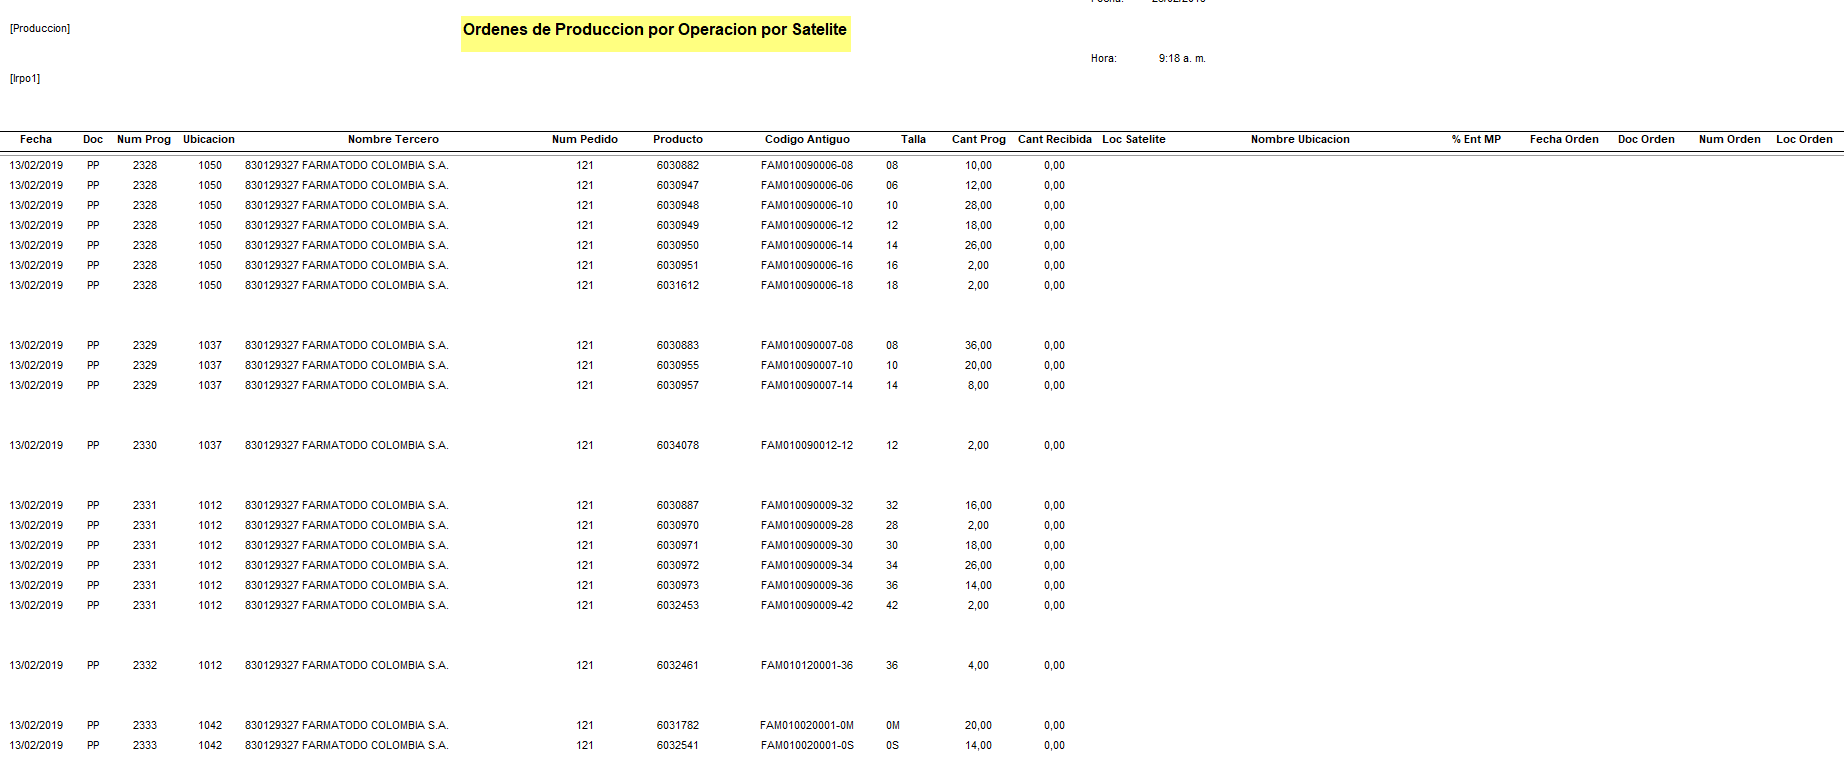 [Produccion]
Ordenes de Produccion por Operacion por Satelite
Hora: 9:18 a. m.
[Irpo1]
Fecha Doc Num Prog Ubicacion Nombre Tercero Num Pedido Producto Codigo Antiguo Talla Cant Prog Cant Recibida Loc Satelite Nombre Ubicacion % Ent MP Fecha Orden Doc Orden Num Orden Loc Orden
13/02/2019 PP 2328 1050 830129327 FARMATODO COLOMBIA S.A. 121 6030882 FAM010090006-08 08 10,00 0,00
13/02/2019 PP 2328 1050 830129327 FARMATODO COLOMBIA S.A. 121 6030947 FAM010090006-06 06 12,00 0,00
13/02/2019 PP 2328 1050 830129327 FARMATODO COLOMBIA S.A. 121 6030948 FAM010090006-10 10 28,00 0,00
13/02/2019 PP 2328 1050 830129327 FARMATODO COLOMBIA S.A. 121 6030949 FAM010090006-12 12 18,00 0,00
13/02/2019 PP 2328 1050 830129327 FARMATODO COLOMBIA S.A. 121 6030950 FAM010090006-14 14 26,00 0,00
13/02/2019 PP 2328 1050 830129327 FARMATODO COLOMBIA S.A. 121 6030951 FAM010090006-16 16 2,00 0,00
13/02/2019 PP 2328 1050 830129327 FARMATODO COLOMBIA S.A. 121 6031612 FAM010090006-18 18 2,00 0,00
13/02/2019 PP 2329 1037 830129327 FARMATODO COLOMBIA S.A. 121 6030883 FAM010090007-08 08 36,00 0,00
13/02/2019 PP 2329 1037 830129327 FARMATODO COLOMBIA S.A. 121 6030955 FAM010090007-10 10 20,00 0,00
13/02/2019 PP 2329 1037 830129327 FARMATODO COLOMBIA S.A. 121 6030957 FAM010090007-14 14 8,00 0,00
13/02/2019 PP 2330 1037 830129327 FARMATODO COLOMBIA S.A. 121 6034078 FAM010090012-12 12 2,00 0,00
13/02/2019 PP 2331 1012 830129327 FARMATODO COLOMBIA S.A. 121 6030887 FAM010090009-32 32 16,00 0,00
13/02/2019 PP 2331 1012 830129327 FARMATODO COLOMBIA S.A. 121 6030970 FAM010090009-28 28 2,00 0,00
13/02/2019 PP 2331 1012 830129327 FARMATODO COLOMBIA S.A. 121 6030971 FAM010090009-30 30 18,00 0,00
13/02/2019 PP 2331 1012 830129327 FARMATODO COLOMBIA S.A. 121 6030972 FAM010090009-34 34 26,00 0,00
13/02/2019 PP 2331 1012 830129327 FARMATODO COLOMBIA S.A. 121 6030973 FAM010090009-36 36 14,00 0,00
13/02/2019 PP 2331 1012 830129327 FARMATODO COLOMBIA S.A. 121 6032453 FAM010090009-42 42 2,00 0,00
13/02/2019 PP 2332 1012 830129327 FARMATODO COLOMBIA S.A. 121 6032461 FAM010120001-36 36 4,00 0,00
13/02/2019 PP 2333 1042 830129327 FARMATODO COLOMBIA S.A. 121 6031782 FAM010020001-0M 0M 20,00 0,00
13/02/2019 PP 2333 1042 830129327 FARMATODO COLOMBIA S.A. 121 6032541 FAM010020001-0S 0S 14,00 0,00